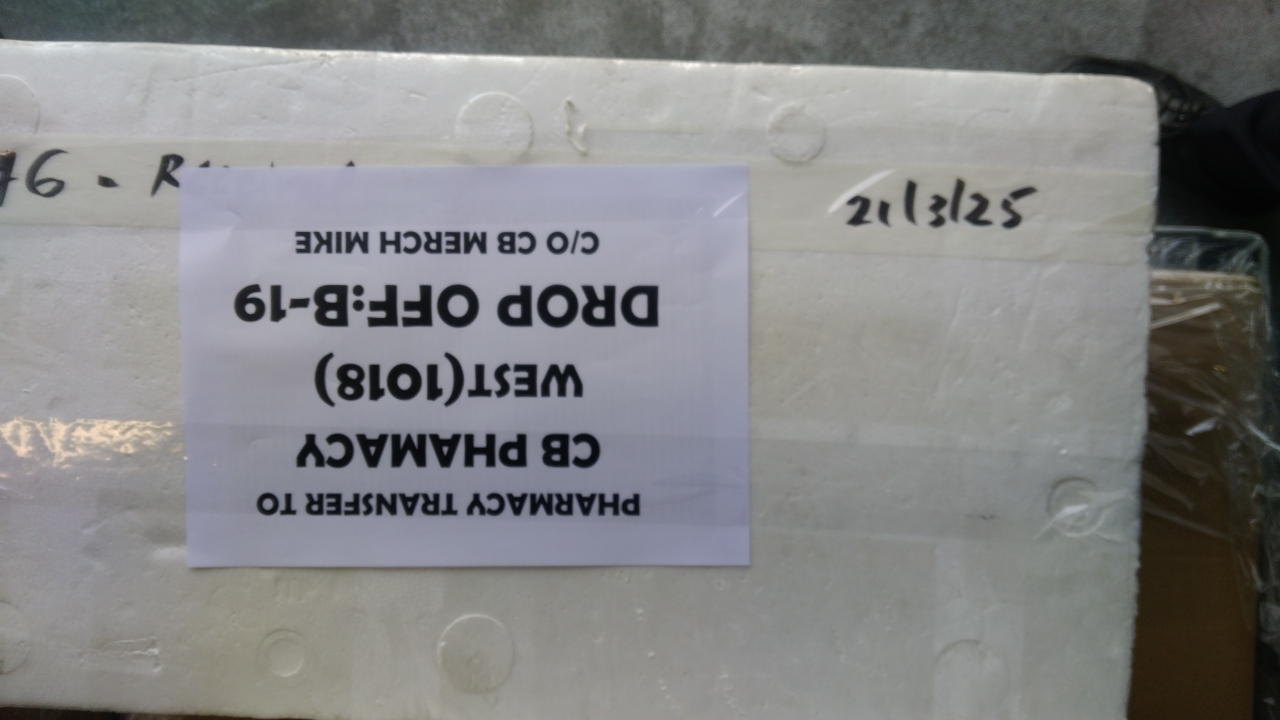 PHARMACY TRANSFER TO
CB PHAMACY
WEST(1018)
DROP OFF:B-19
C/O CB MERCH MIKE
21/3/25